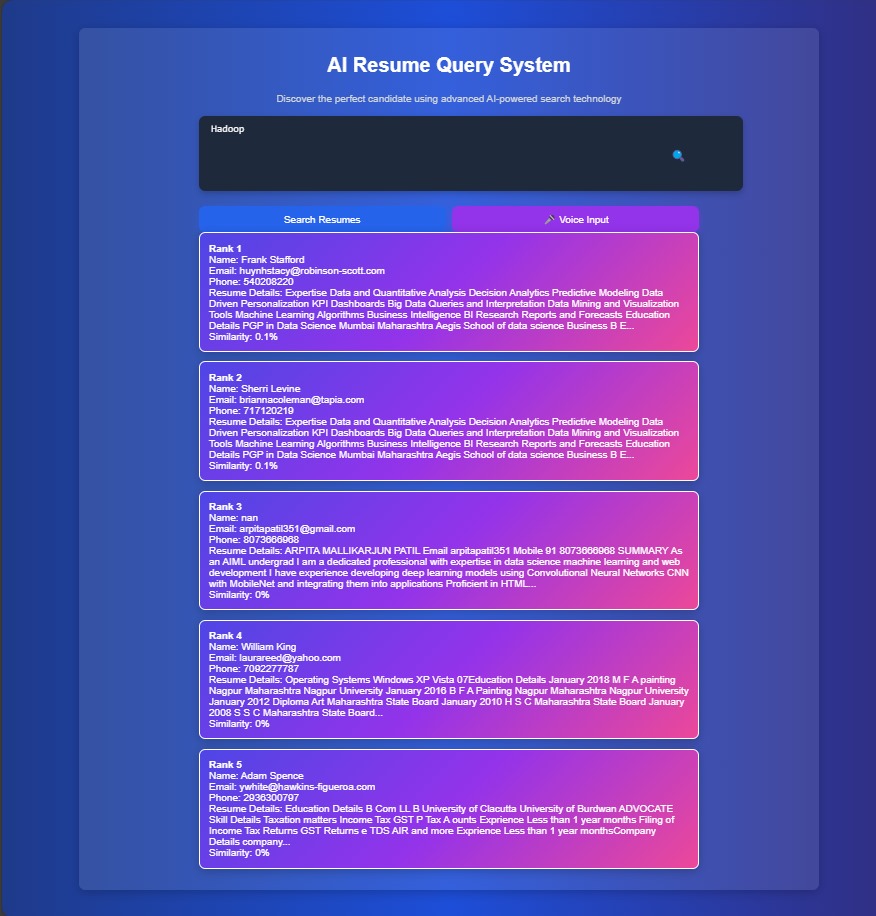 AI Resume Query System
Discover the perfect candidate using advanced AI-powered search technology
Hadoop
Search Resumes
Voice Input
Rank 1
Name: Frank Stafford
Email: huynhstacy@robinson-scott.com
Phone: 540208220
Resume Details: Expertise Data and Quantitative Analysis Decision Analytics Predictive Modeling Data
Driven Personalization KPI Dashboards Big Data Queries and Interpretation Data Mining and Visualization
Tools Machine Learning Algorithms Business Intelligence BI Research Reports and Forecasts Education
Details PGP in Data Science Mumbai Maharashtra Aegis School of data science Business B E...
Similarity: 0.1%
Rank 2
Name: Sherri Levine
Email: briannacoleman@tapia.com
Phone: 717120219
Resume Details: Expertise Data and Quantitative Analysis Decision Analytics Predictive Modeling Data
Driven Personalization KPI Dashboards Big Data Queries and Interpretation Data Mining and Visualization
Tools Machine Learning Algorithms Business Intelligence BI Research Reports and Forecasts Education
Details PGP in Data Science Mumbai Maharashtra Aegis School of data science Business B E...
Similarity: 0.1%
Rank 3
Name: nan
Email: arpitapatil351@gmail.com
Phone: 8073666968
Resume Details: ARPITA MALLIKARJUN PATIL Email arpitapatil351 Mobile 91 8073666968 SUMMARY As
an AIML undergrad I am a dedicated professional with expertise in data science machine learning and web
development I have experience developing deep learning models using Convolutional Neural Networks CNN
with MobileNet and integrating them into applications Proficient in HTML...
Similarity: 0%
Rank 4
Name: William King
Email: laurareed@yahoo.com
Phone: 7092277787
Resume Details: Operating Systems Windows XP Vista 07Education Details January 2018 M F A painting
Nagpur Maharashtra Nagpur University January 2016 B F A Painting Nagpur Maharashtra Nagpur University
January 2012 Diploma Art Maharashtra State Board January 2010 H S C Maharashtra State Board January
2008 S S C Maharashtra State Board...
Similarity: 0%
Rank 5
Name: Adam Spence
Email: ywhite@hawkins-figueroa.com
Phone: 2936300797
Resume Details: Education Details B Com LL B University of Clacutta University of Burdwan ADVOCATE
Skill Details Taxation matters Income Tax GST P Tax A ounts Exprience Less than 1 year months Filing of
Income Tax Returns GST Returns e TDS AIR and more Exprience Less than 1 year monthsCompany
Details company...
Similarity: 0%